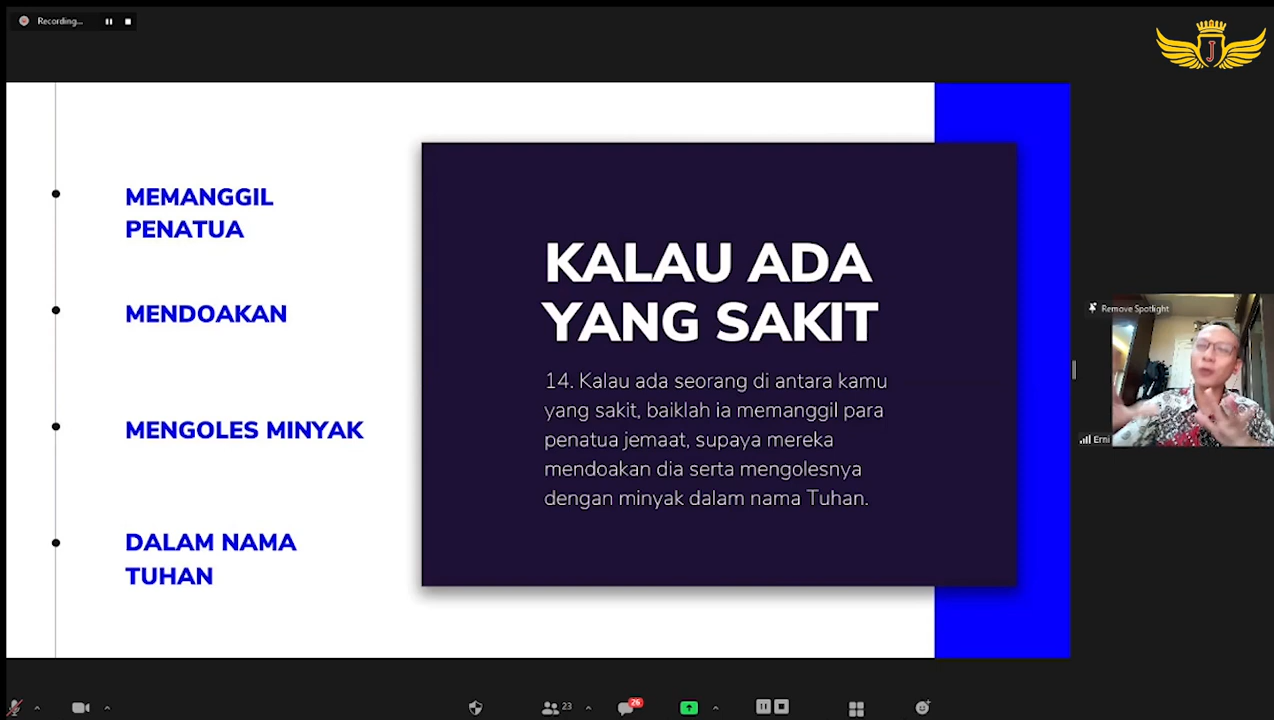 Recording...
J
MEMANGGIL
PENATUA
MENDOAKAN
MENGOLES MINYAK
DALAM NAMA
TUHAN
KALAU ADA
YANG SAKIT
14. Kalau ada seorang di antara kamu
yang sakit, baiklah ia memanggil para
penatua jemaat, supaya mereka
mendoakan dia serta mengolesnya
dengan minyak dalam nama Tuhan.
Remove Spotlight
Erni
23
26